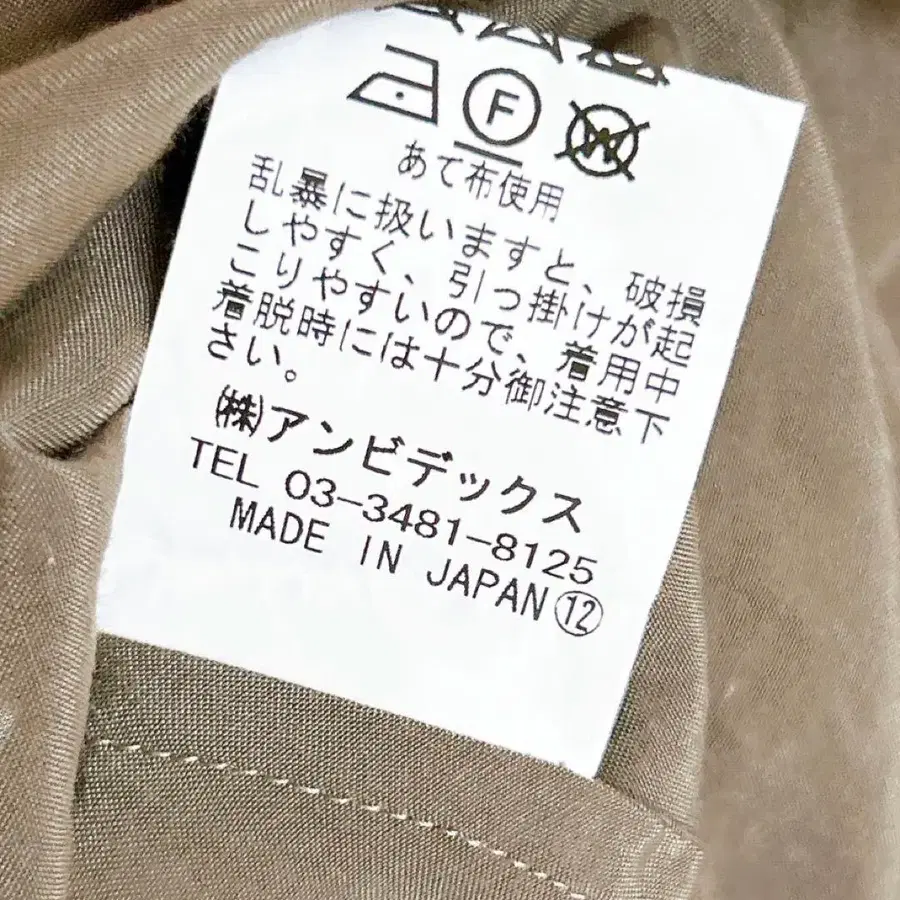 F
W
あて布使用
乱暴に扱いますと、破損
しやすく、引っ掛けが起
こりやすいので、着用中
着脱時には十分御注意下
さい。
㈱アンビデックス
TEL 03-3481-8125
MADE IN JAPAN⑫